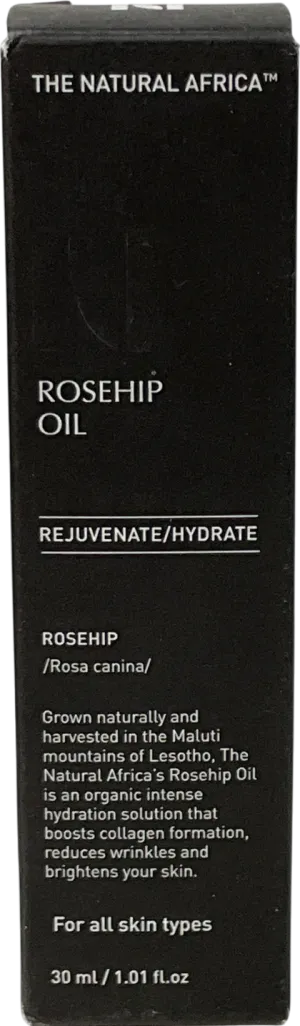 THE NATURAL AFRICA™
ROSEHIP
OIL
REJUVENATE/HYDRATE
ROSEHIP
/Rosa canina/
Grown naturally and
harvested in the Maluti
mountains of Lesotho, The
Natural Africa's Rosehip Oil
is an organic intense
hydration solution that
boosts collagen formation,
reduces wrinkles and
brightens your skin.
For all skin types
30 ml / 1.01 fl.oz